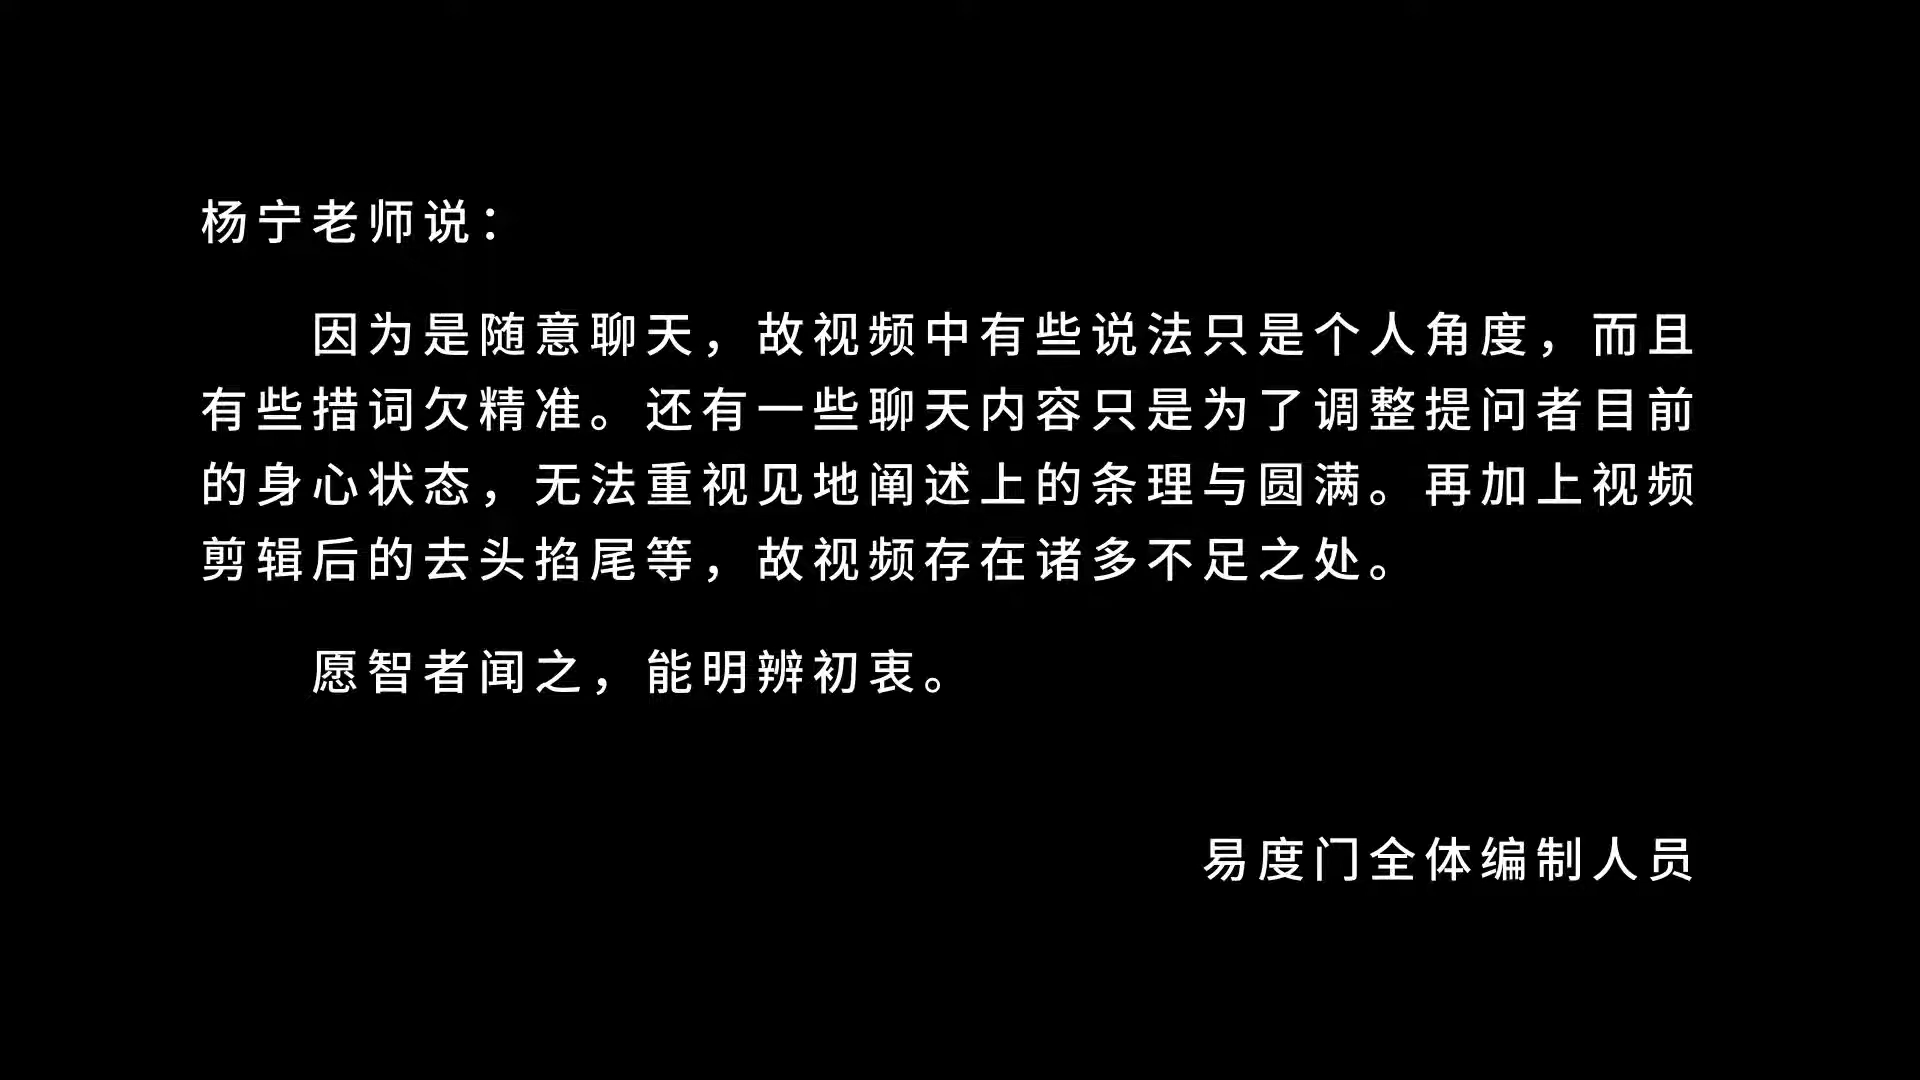 杨宁老师说：
因为是随意聊天，故视频中有些说法只是个人角度，而且
有些措词欠精准。还有一些聊天内容只是为了调整提问者目前
的身心状态，无法重视见地阐述上的条理与圆满。再加上视频
剪辑后的去头掐尾等，故视频存在诸多不足之处。
愿智者闻之，能明辨初衷。
易度门全体编制人员